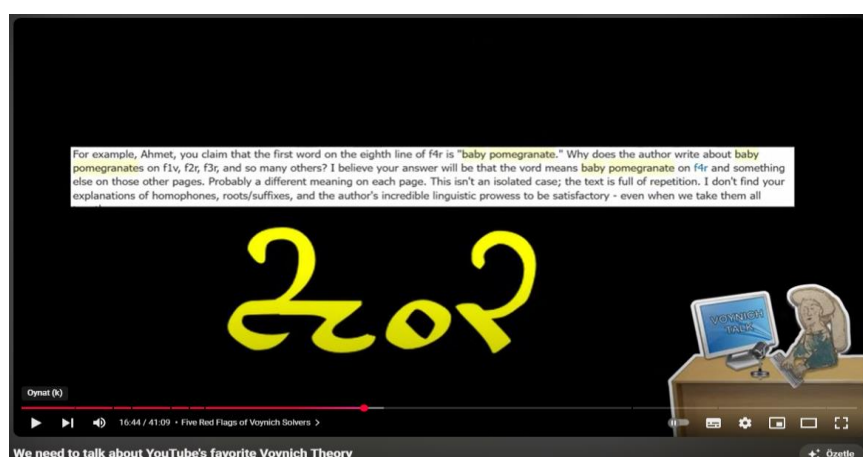 For example, Ahmet, you claim that the first word on the eighth line of f4r is "baby pomegranate." Why does the author write about baby
pomegranates on f1v, f2r, f3r, and so many others? I believe your answer will be that the vord means baby pomegranate on f4r and something
else on those other pages. Probably a different meaning on each page. This isn't an isolated case; the text is full of repetition. I don't find your
explanations of homophones, roots/suffixes, and the author's incredible linguistic prowess to be satisfactory - even when we take them all
VOYNICH
TALK
Oynat (k)
16:44 / 41:09 • Five Red Flags of Voynich Solvers >
We need to talk about YouTube's favorite Voynich Theory
Özetle